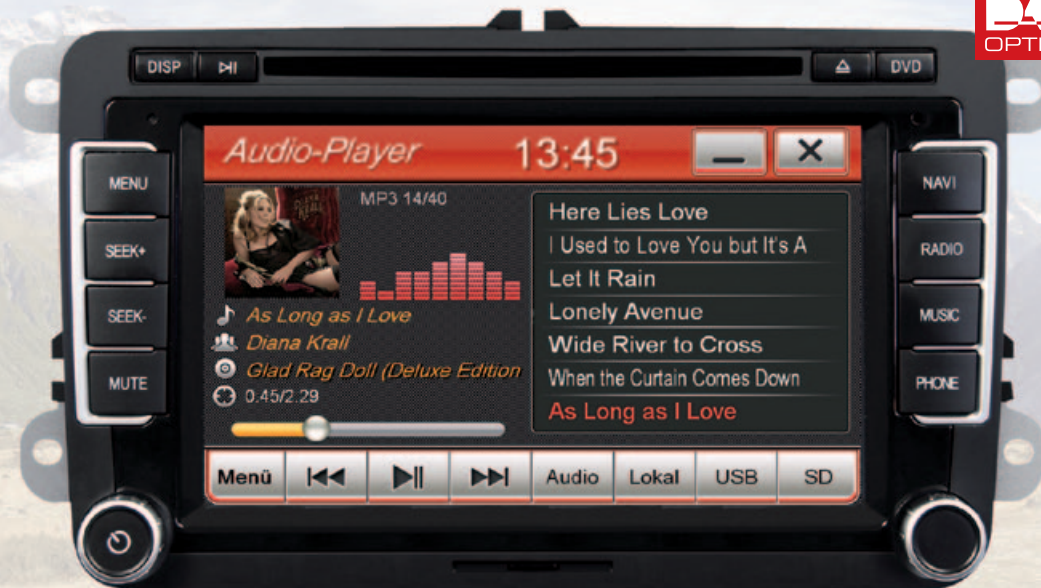 OPTI
DISP
DVD
Audio-Player 13:45
MENU
SEEK+
SEEK-
MUTE
MP3 14/40
As Long as I Love
Diana Krall
Glad Rag Doll (Deluxe Edition
0.45/2.29
Here Lies Love
I Used to Love You but It's A
Let It Rain
Lonely Avenue
Wide River to Cross
When the Curtain Comes Down
As Long as I Love
NAVI
RADIO
MUSIC
PHONE
Menü Audio Lokal USB SD